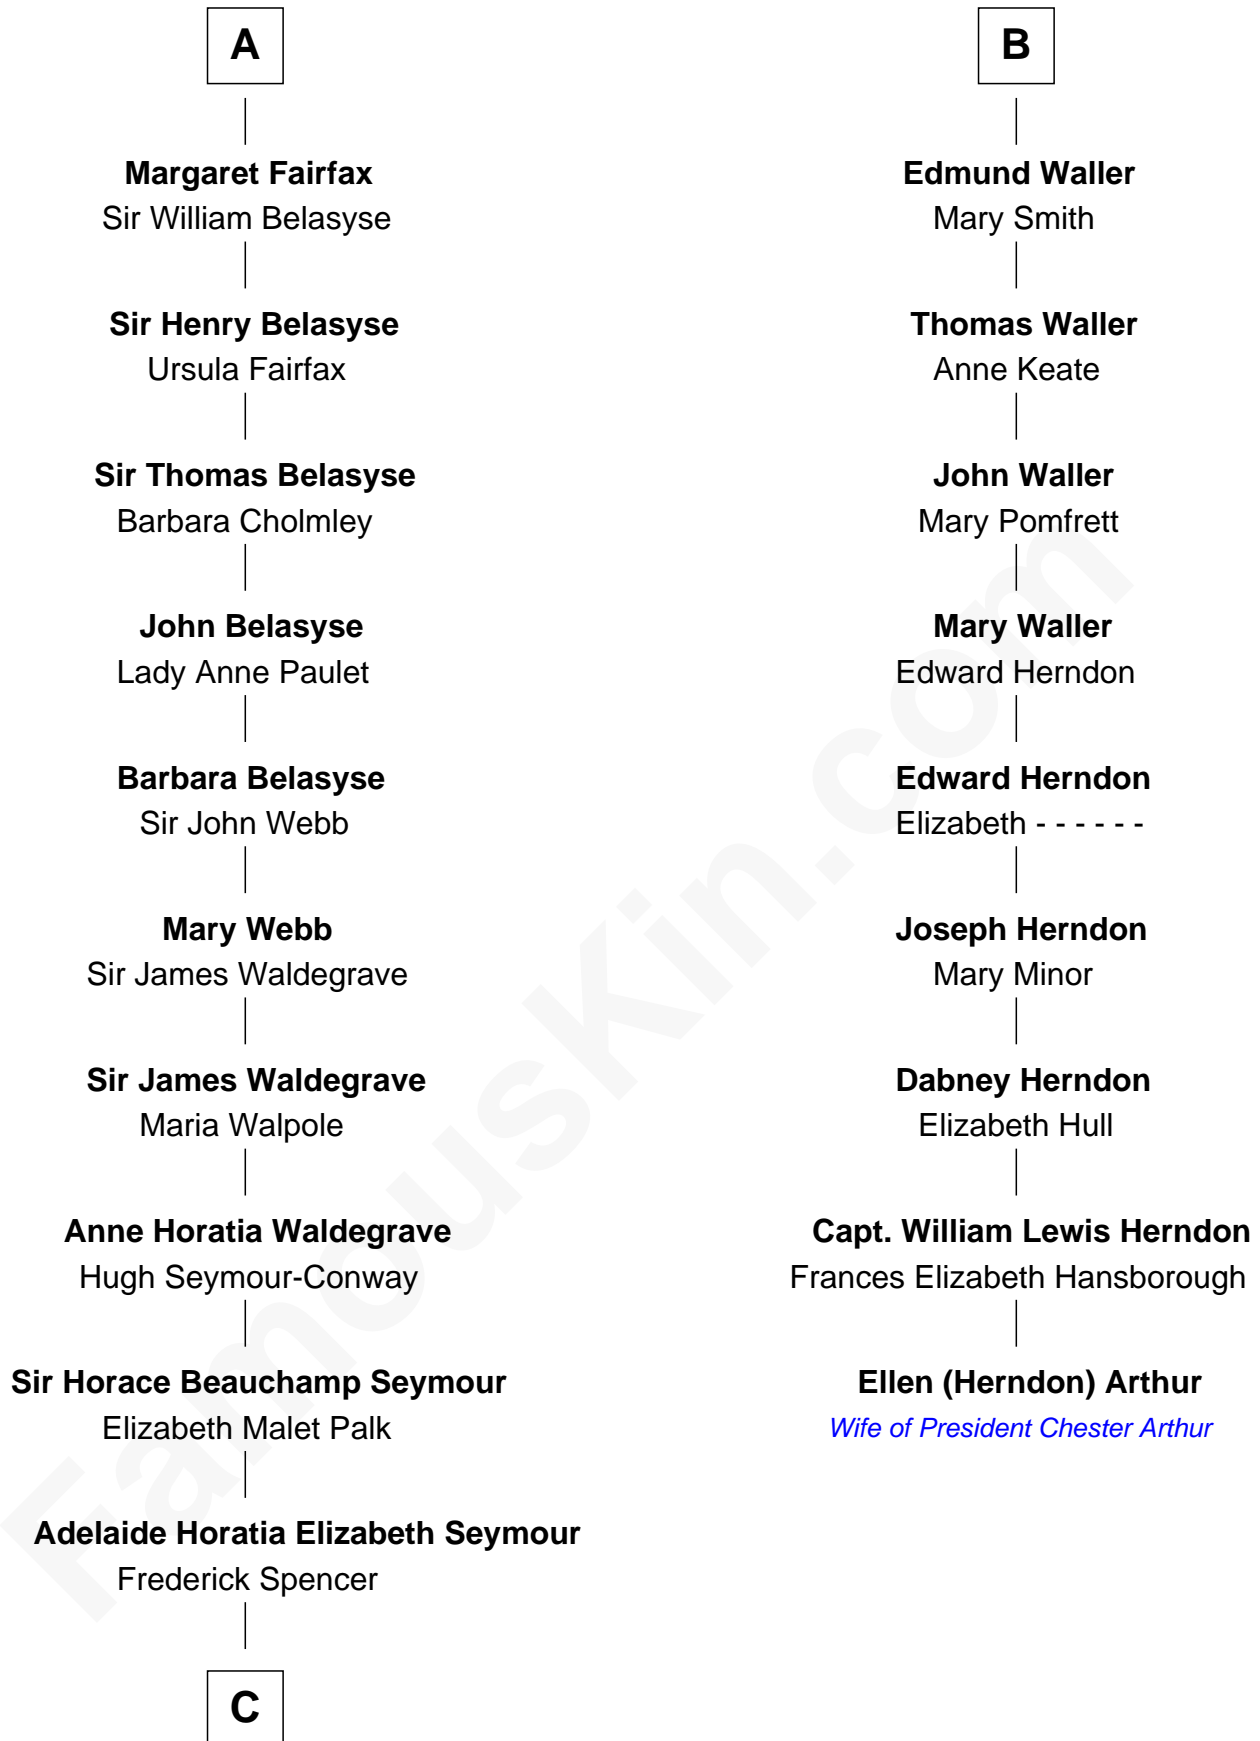 A
Margaret Fairfax
Sir William Belasyse
Sir Henry Belasyse
Ursula Fairfax
Sir Thomas Belasyse
Barbara Cholmley
John Belasyse
Lady Anne Paulet
Barbara Belasyse
Sir John Webb
Mary Webb
Sir James Waldegrave
Sir James Waldegrave
Maria Walpole
Anne Horatia Waldegrave
Hugh Seymour-Conway
Sir Horace Beauchamp Seymour
Elizabeth Malet Palk
Adelaide Horatia Elizabeth Seymour
Frederick Spencer
C
B
Edmund Waller
Mary Smith
Thomas Waller
Anne Keate
John Waller
Mary Pomfrett
Mary Waller
Edward Herndon
Edward Herndon
Elizabeth - - - - - -
Joseph Herndon
Mary Minor
Dabney Herndon
Elizabeth Hull
Capt. William Lewis Herndon
Frances Elizabeth Hansborough
Ellen (Herndon) Arthur
Wife of President Chester Arthur
FamousKin.com